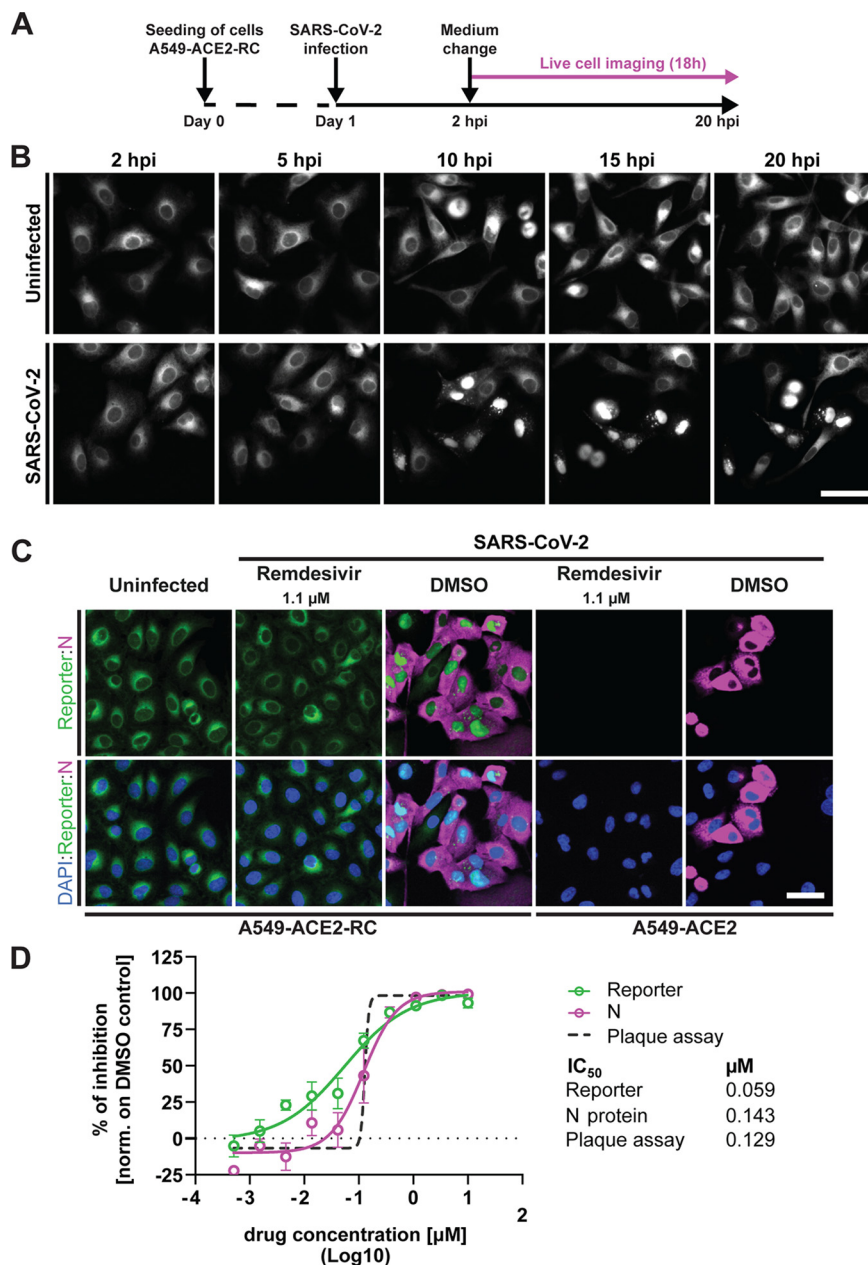 A
Seeding of cells
A549-ACE2-RC
SARS-CoV-2
infection
Medium
change
Live cell imaging (18h)
Day 0
Day 1
2 hpi
20 hpi
B
2 hpi
5 hpi
10 hpi
15 hpi
20 hpi
Uninfected
SARS-CoV-2
C
SARS-CoV-2
Uninfected
Remdesivir
1.1 µM
DMSO
Remdesivir
1.1 µM
DMSO
Reporter:N
DAPI:Reporter:N
A549-ACE2-RC
A549-ACE2
D
% of inhibition
[norm. on DMSO control]
125
100
75
50
25
0
-25
-4
-3
-2
-1
0
1
2
drug concentration [µM]
(Log10)
Reporter
N
Plaque assay
IC50 µM
Reporter 0.059
N protein 0.143
Plaque assay 0.129